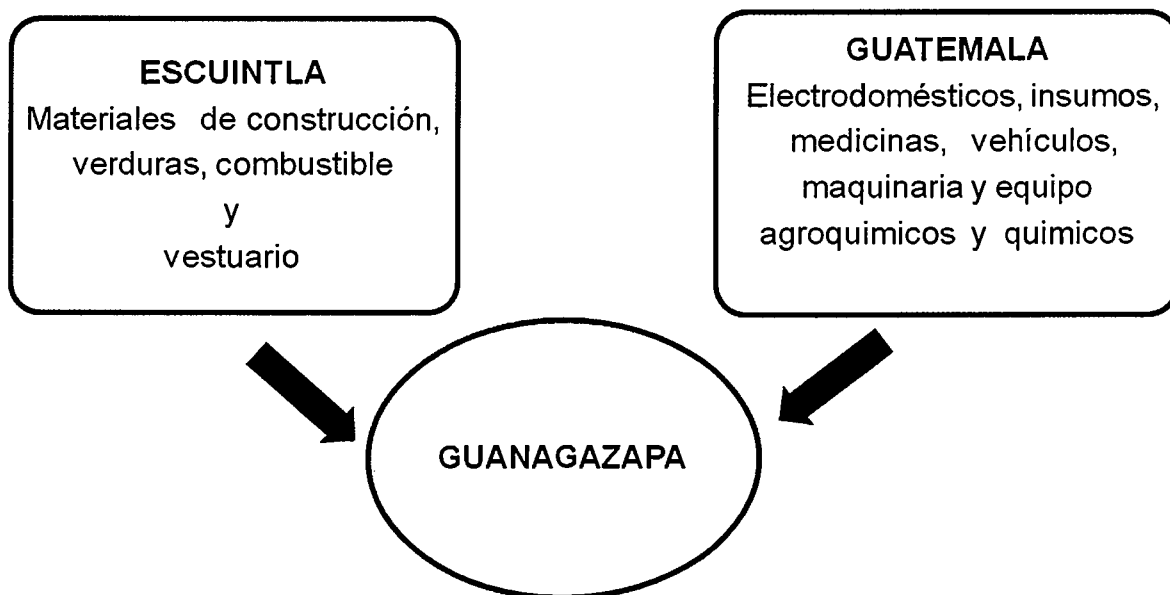 ESCUINTLA
Materiales de construcción,
verduras, combustible
y
vestuario
GUATEMALA
Electrodomésticos, insumos,
medicinas, vehículos,
maquinaria y equipo
agroquimicos y quimicos
GUANAGAZAPA